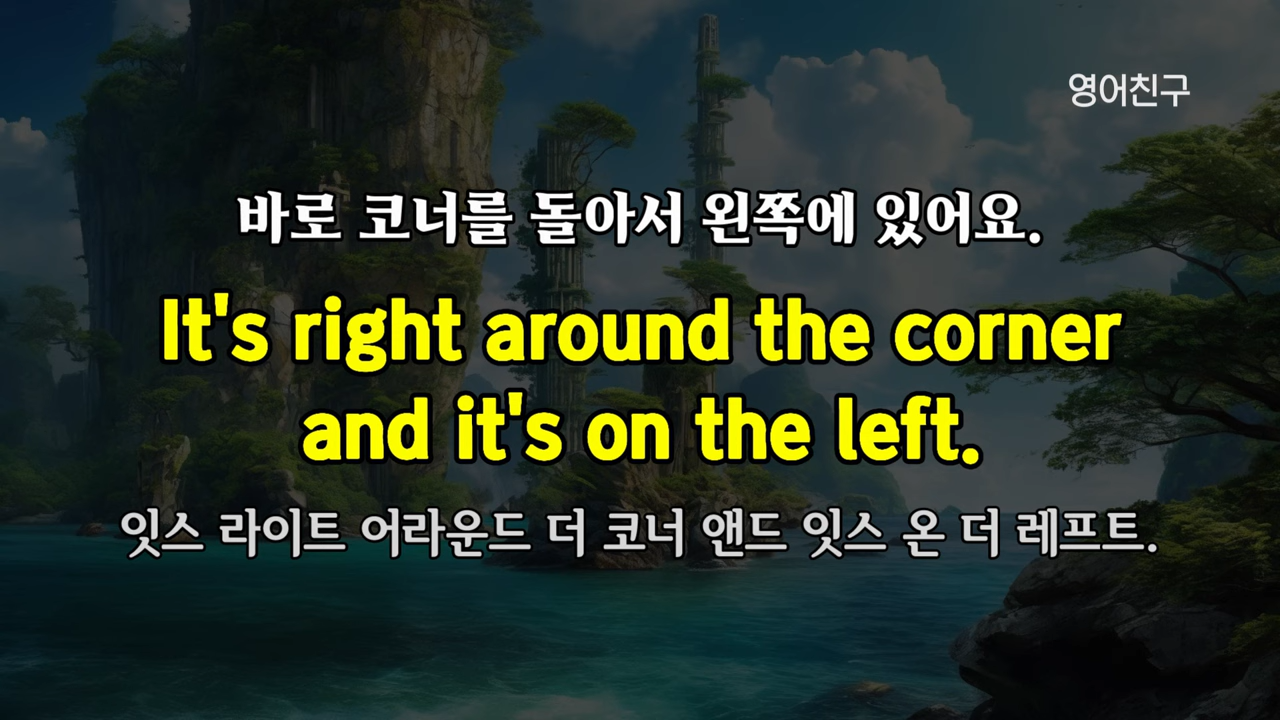 영어친구
바로 코너를 돌아서 왼쪽에 있어요.
It's right around the corner
and it's on the left.
잇스 라이트 어라운드 더 코너 앤드 잇스 온 더 레프트.